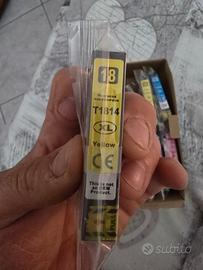 18
T1814
XL
Yellow
CE
This is not
an OEM
Product.
subito